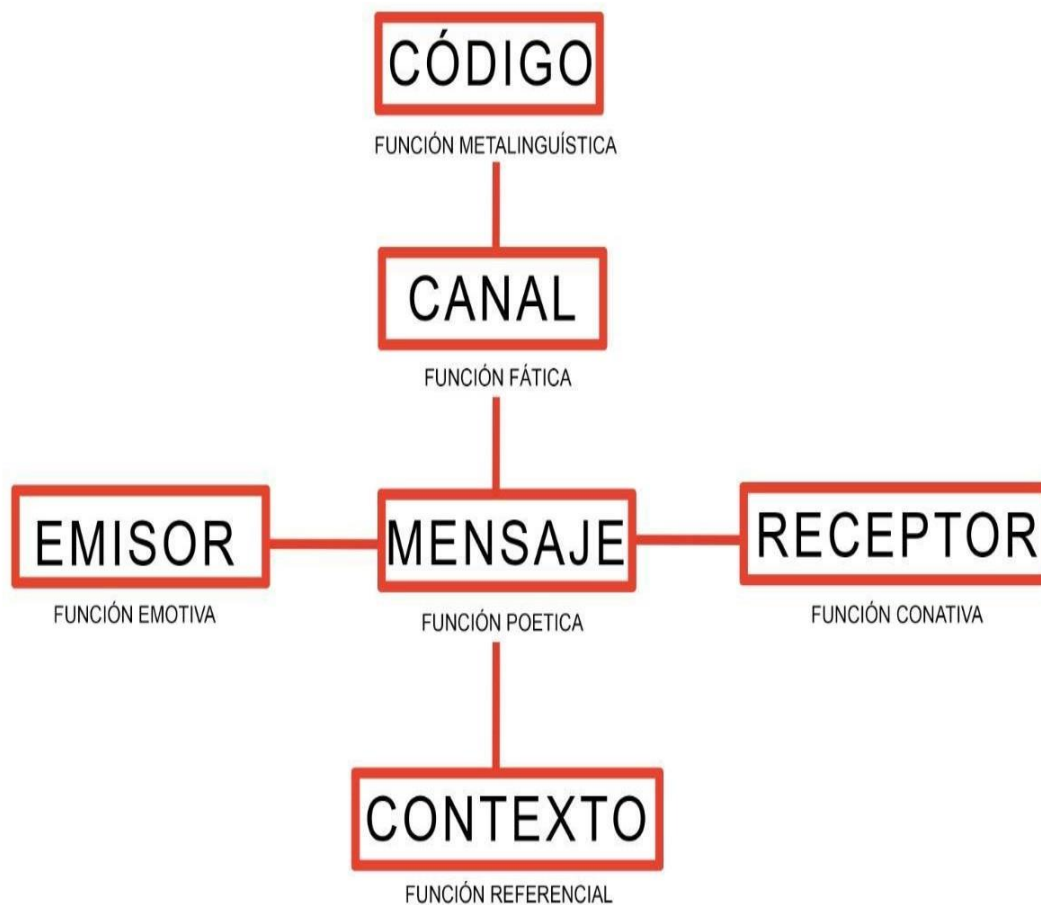 CÓDIGO
FUNCIÓN METALINGUÍSTICA
CANAL
FUNCIÓN FÁTICA
EMISOR
FUNCIÓN EMOTIVA
MENSAJE
FUNCIÓN POETICA
RECEPTOR
FUNCIÓN CONATIVA
CONTEXTO
FUNCIÓN REFERENCIAL